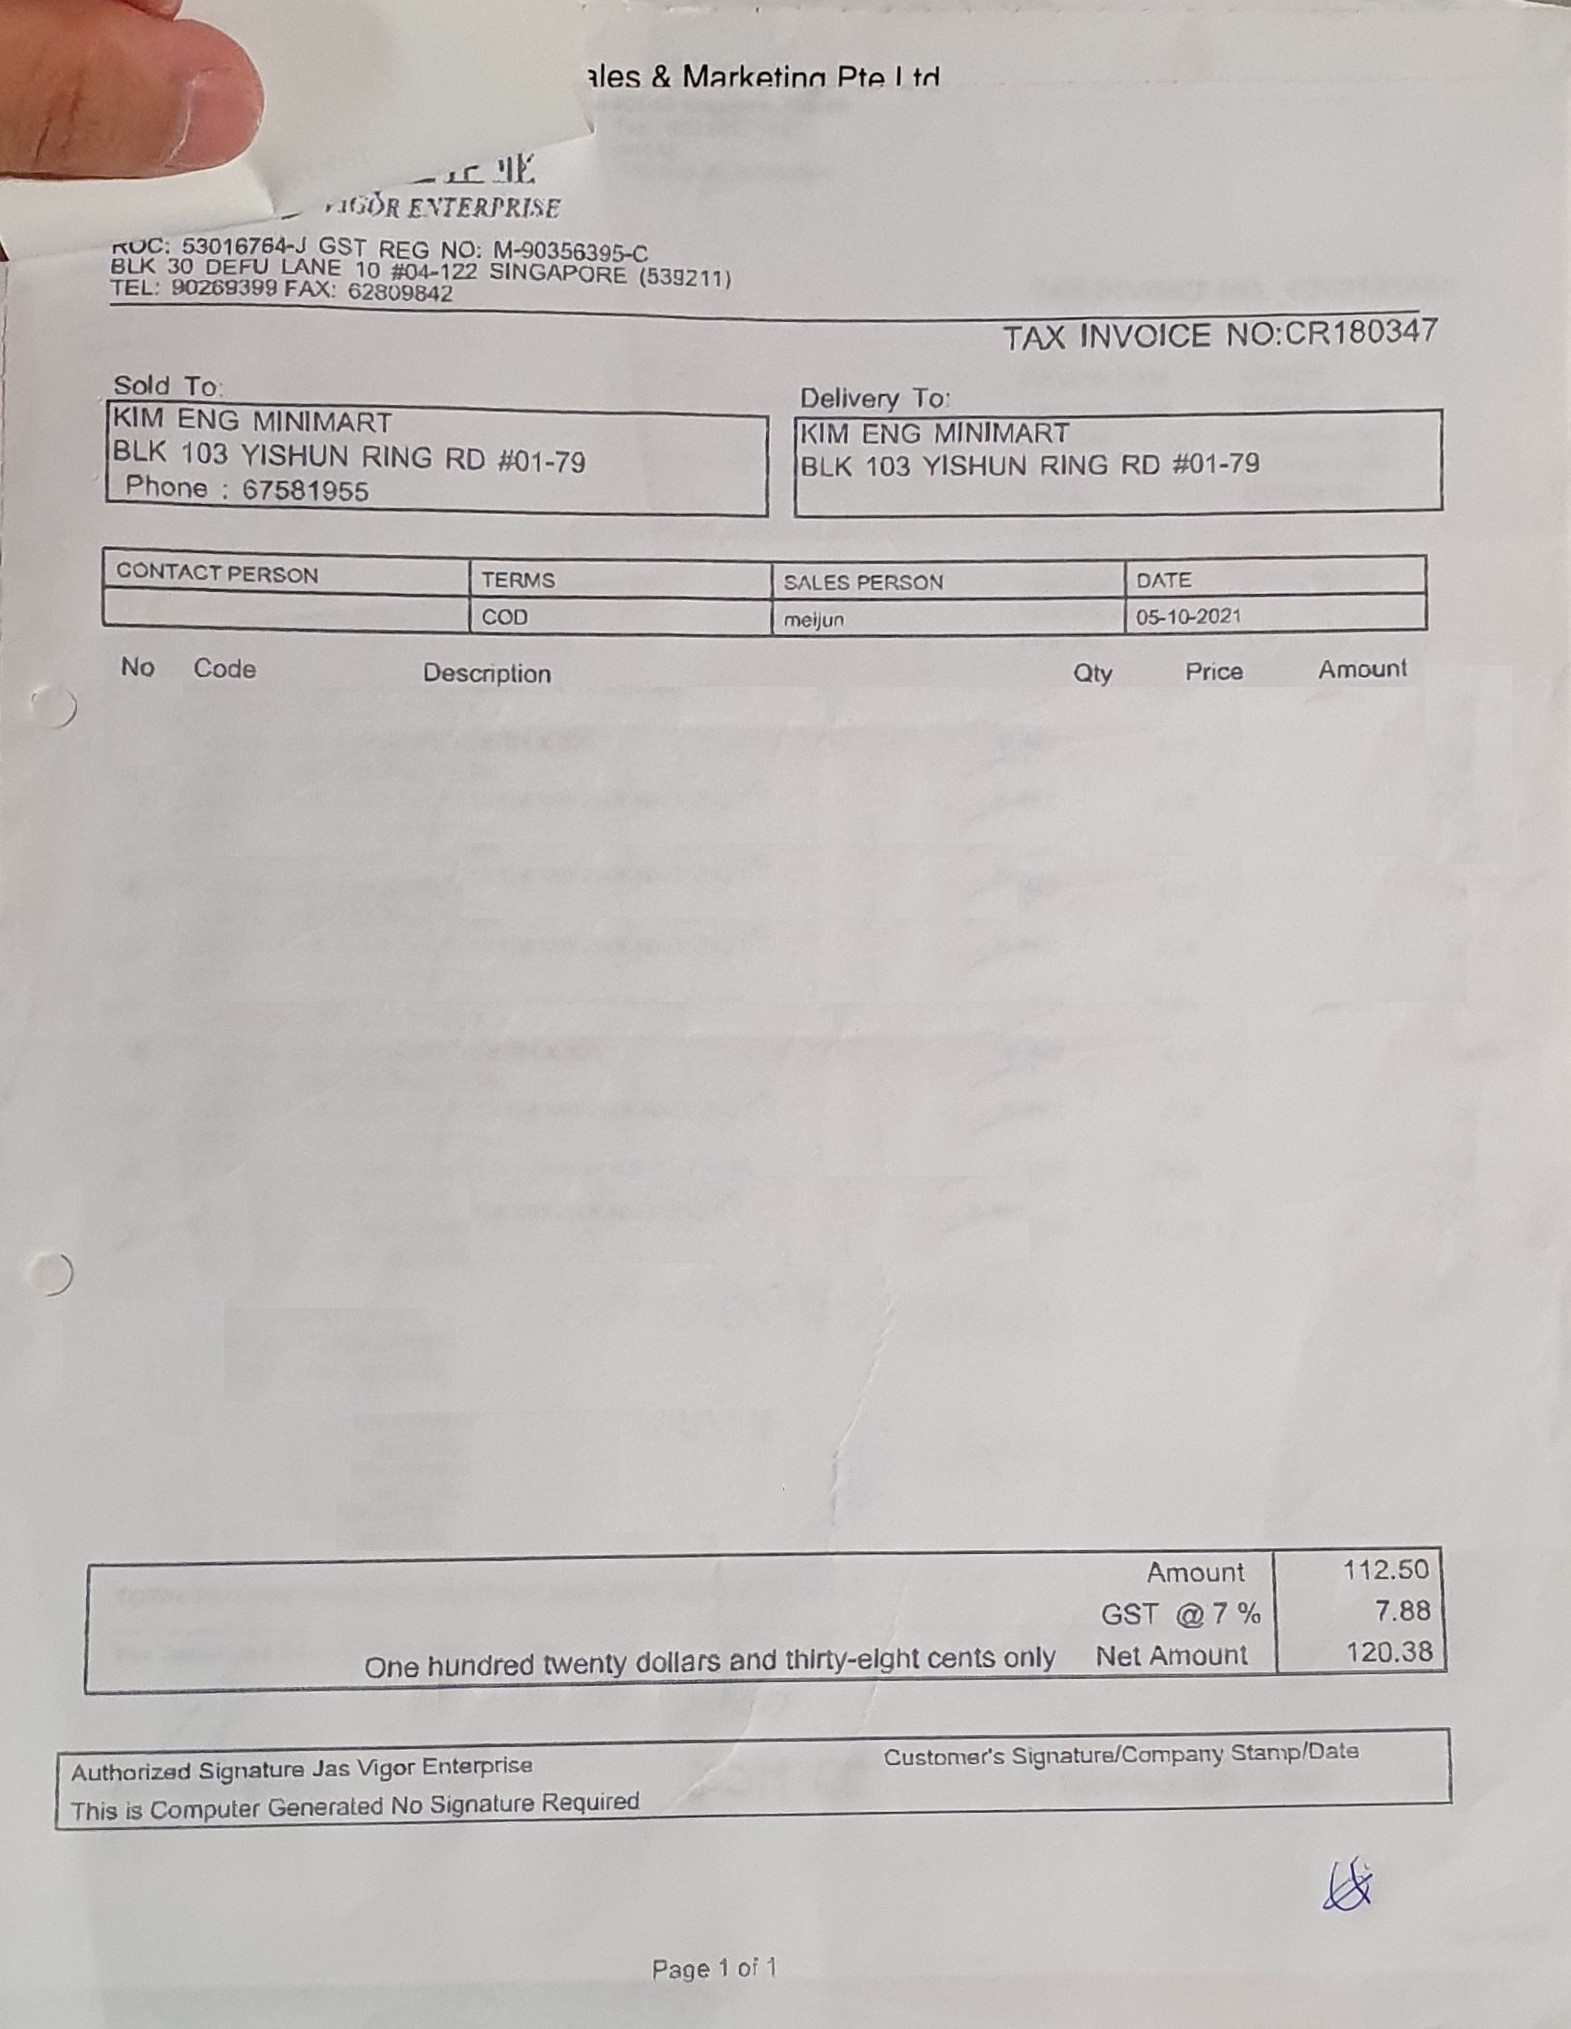 ales & Marketing Pte Ltd
业
VIGOR ENTERPRISE
ROC: 53016764-J GST REG NO: M-90356395-C
BLK 30 DEFU LANE 10 #04-122 SINGAPORE (539211)
TEL: 90269399 FAX: 62809842
TAX INVOICE NO:CR180347
Sold To:
KIM ENG MINIMART
BLK 103 YISHUN RING RD #01-79
Phone : 67581955
Delivery To:
KIM ENG MINIMART
BLK 103 YISHUN RING RD #01-79
CONTACT PERSON TERMS SALES PERSON DATE
COD meijun 05-10-2021
No Code Description Qty Price Amount
Amount 112.50
GST @ 7 % 7.88
One hundred twenty dollars and thirty-eight cents only Net Amount 120.38
Authorized Signature Jas Vigor Enterprise
Customer's Signature/Company Stamp/Date
This is Computer Generated No Signature Required
Page 1 of 1